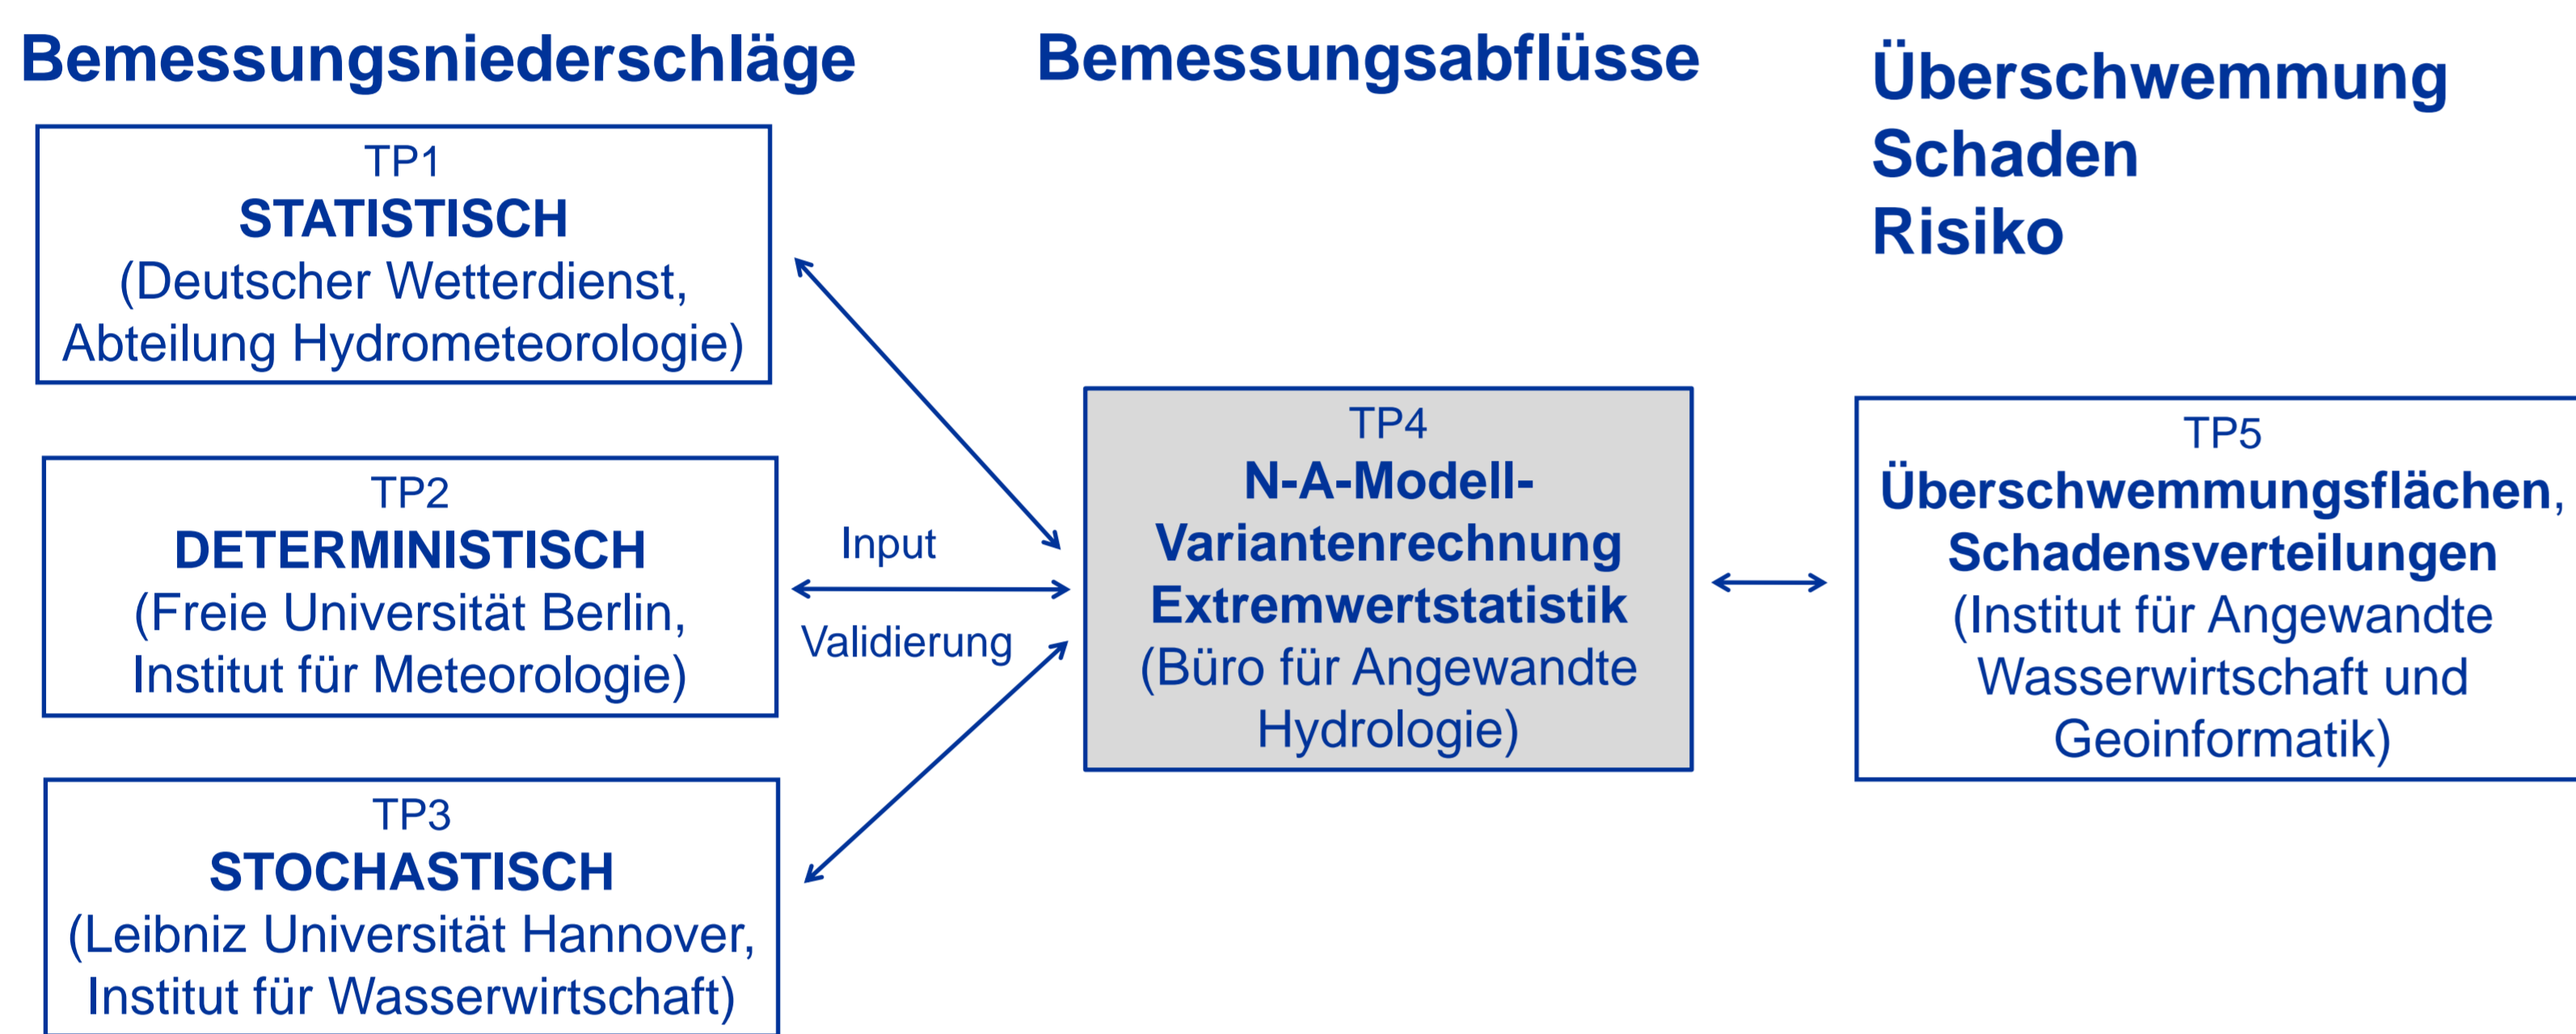 Bemessungsniederschläge
TP1
STATISTISCH
(Deutscher Wetterdienst,
Abteilung Hydrometeorologie)
TP2
DETERMINISTISCH
(Freie Universität Berlin,
Institut für Meteorologie)
TP3
STOCHASTISCH
(Leibniz Universität Hannover,
Institut für Wasserwirtschaft)
Input
Validierung
Bemessungsabflüsse
TP4
N-A-Modell-
Variantenrechnung
Extremwertstatistik
(Büro für Angewandte
Hydrologie)
Überschwemmung
Schaden
Risiko
TP5
Überschwemmungsflächen,
Schadensverteilungen
(Institut für Angewandte
Wasserwirtschaft und
Geoinformatik)